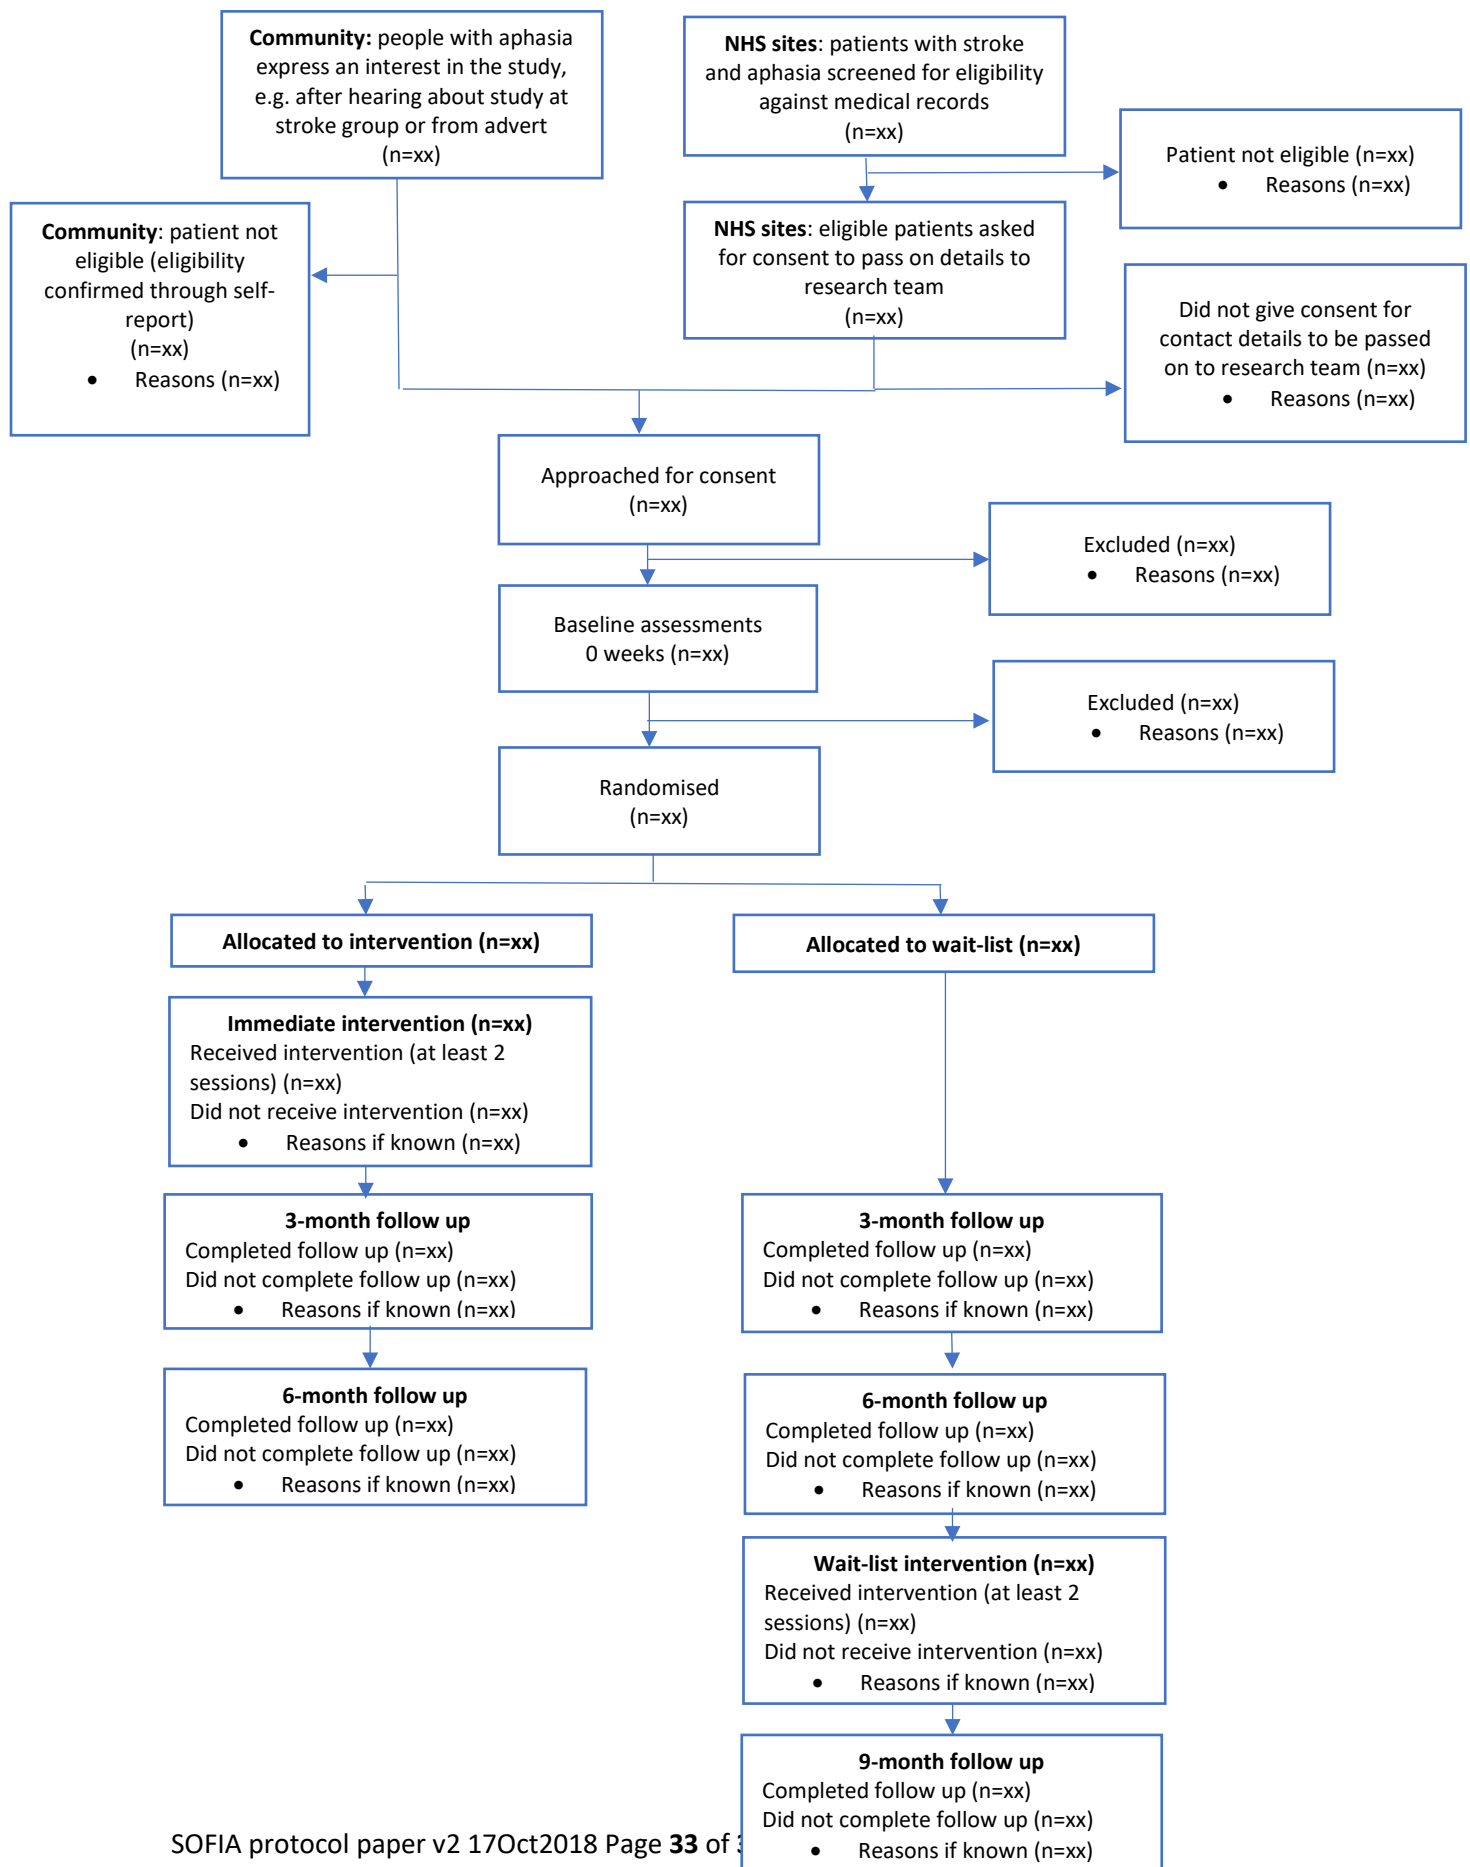 Community: people with aphasia
express an interest in the study,
e.g. after hearing about study at
stroke group or from advert
(n=xx)
NHS sites: patients with stroke
and aphasia screened for eligibility
against medical records
(n=xx)
Patient not eligible (n=xx)
• Reasons (n=xx)
Community: patient not
eligible (eligibility
confirmed through self-
report)
(n=xx)
• Reasons (n=xx)
NHS sites: eligible patients asked
for consent to pass on details to
research team
(n=xx)
Did not give consent for
contact details to be passed
on to research team (n=xx)
• Reasons (n=xx)
Approached for consent
(n=xx)
Excluded (n=xx)
• Reasons (n=xx)
Baseline assessments
0 weeks (n=xx)
Excluded (n=xx)
• Reasons (n=xx)
Randomised
(n=xx)
Allocated to intervention (n=xx)
Allocated to wait-list (n=xx)
Immediate intervention (n=xx)
Received intervention (at least 2
sessions) (n=xx)
Did not receive intervention (n=xx)
• Reasons if known (n=xx)
3-month follow up
Completed follow up (n=xx)
Did not complete follow up (n=xx)
• Reasons if known (n=xx)
3-month follow up
Completed follow up (n=xx)
Did not complete follow up (n=xx)
• Reasons if known (n=xx)
6-month follow up
Completed follow up (n=xx)
Did not complete follow up (n=xx)
• Reasons if known (n=xx)
6-month follow up
Completed follow up (n=xx)
Did not complete follow up (n=xx)
• Reasons if known (n=xx)
Wait-list intervention (n=xx)
Received intervention (at least 2
sessions) (n=xx)
Did not receive intervention (n=xx)
• Reasons if known (n=xx)
9-month follow up
Completed follow up (n=xx)
Did not complete follow up (n=xx)
• Reasons if known (n=xx)
SOFIA protocol paper v2 17Oct2018 Page 33 of